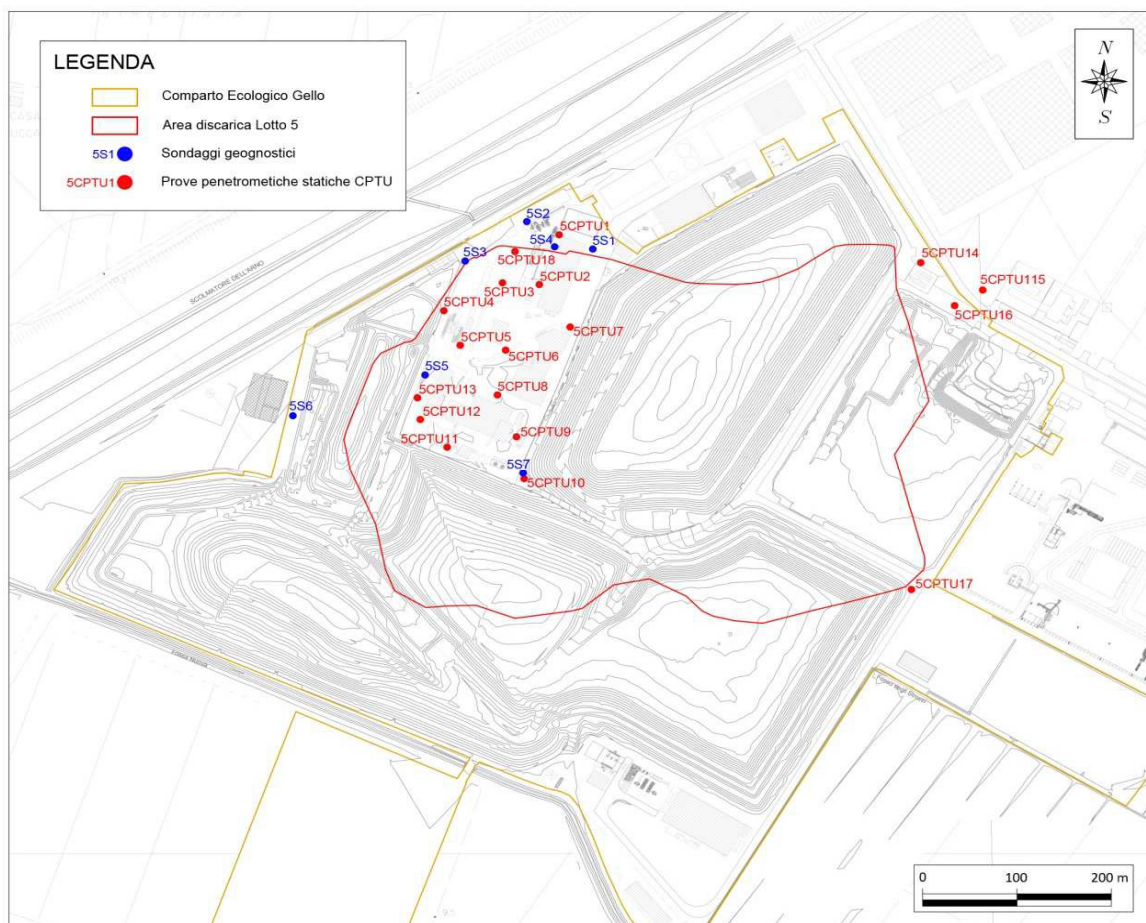 LEGENDA
Comparto Ecologico Gello
Area discarica Lotto 5
5S1 Sondaggi geognostici
5CPTU1 Prove penetrometiche statiche CPTU
N
S
SCOLMATORE DELL'ARNO
5S2
5CPTU1
5S4
5S1
5S3
5CPTU18
5CPTU14
5CPTU2
5CPTU3
5CPTU115
5CPTU4
5CPTU16
5CPTU7
5CPTU5
5CPTU6
5S5
5CPTU13
5CPTU8
5S6
5CPTU12
5CPTU11
5CPTU9
5S7
5CPTU10
5CPTU17
Fossa Nuova
0 100 200 m